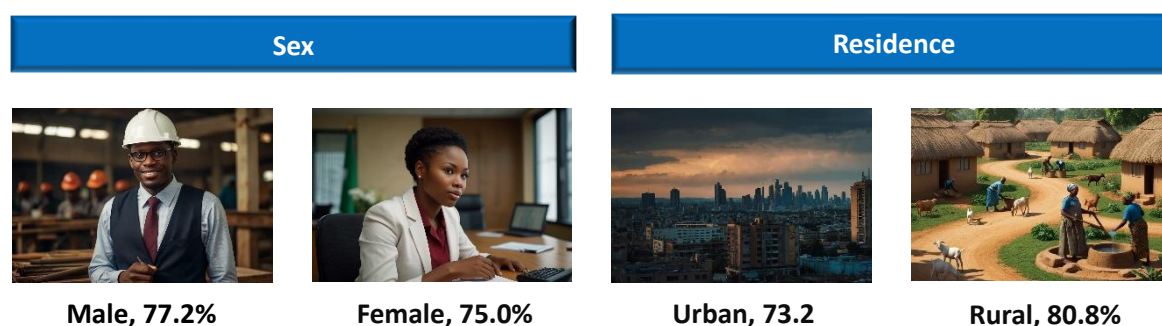 Sex
Residence
Male, 77.2%
Female, 75.0%
Urban, 73.2
Rural, 80.8%